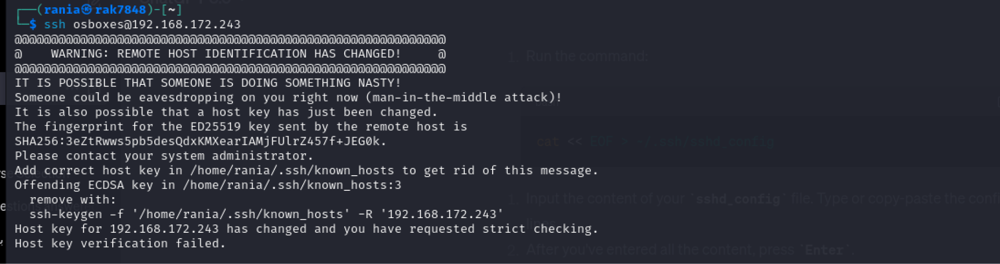 ┌──(rania㉿rak7848)-[~]
└─$ ssh osboxes@192.168.172.243
@@@@@@@@@@@@@@@@@@@@@@@@@@@@@@@@@@@@@@@@@@@@@@@@@@@@@@@@@@@
@    WARNING: REMOTE HOST IDENTIFICATION HAS CHANGED!     @
@@@@@@@@@@@@@@@@@@@@@@@@@@@@@@@@@@@@@@@@@@@@@@@@@@@@@@@@@@@
IT IS POSSIBLE THAT SOMEONE IS DOING SOMETHING NASTY!
Someone could be eavesdropping on you right now (man-in-the-middle attack)!
It is also possible that a host key has just been changed.
The fingerprint for the ED25519 key sent by the remote host is
SHA256:3eZtRwws5pb5desQdxKMXearIAMjFUlrZ457f+JEG0k.
Please contact your system administrator.
Add correct host key in /home/rania/.ssh/known_hosts to get rid of this message.
Offending ECDSA key in /home/rania/.ssh/known_hosts:3
  remove with:
  ssh-keygen -f '/home/rania/.ssh/known_hosts' -R '192.168.172.243'
Host key for 192.168.172.243 has changed and you have requested strict checking.
Host key verification failed.
1. Run the command:
bash
cat << EOF > ~/.ssh/sshd_config
1. Input the content of your `sshd_config` file. Type or copy-paste the confi
lines.
2. After you've entered all the content, press `Enter`.